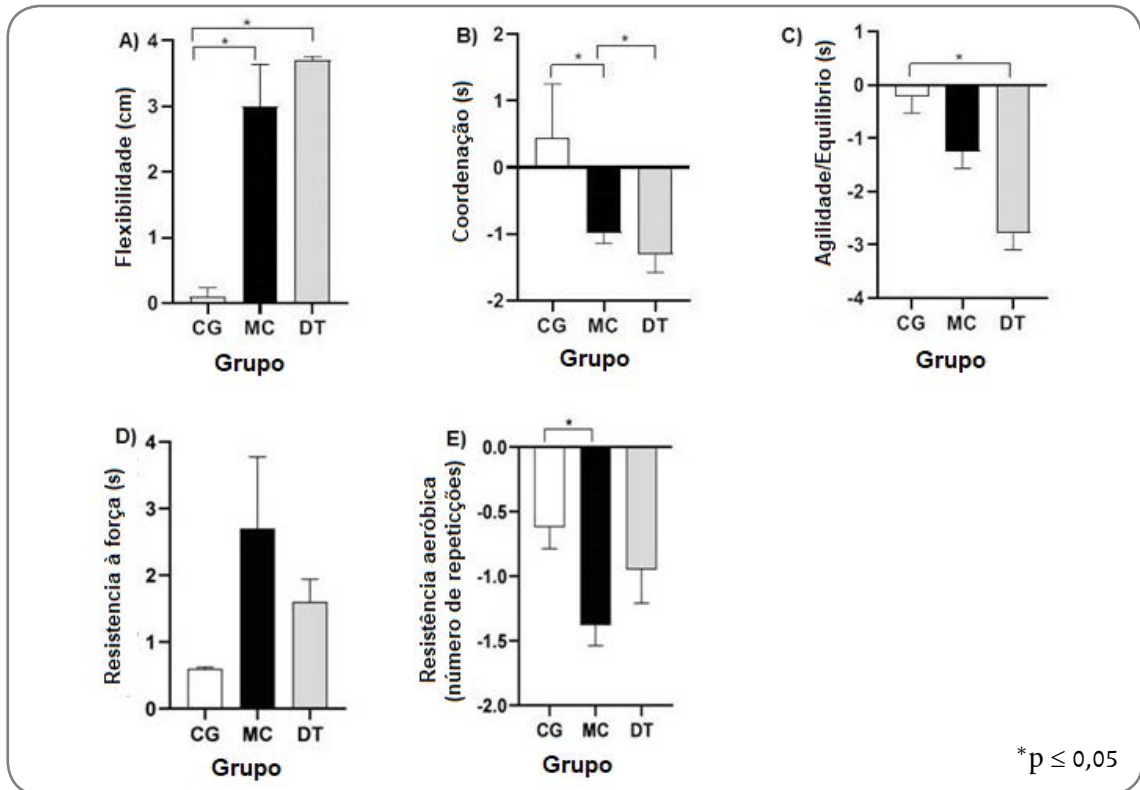 A)
*
*
Flexibilidade (cm)
4
3
2
1
0
CG MC DT
Grupo
B)
*
*
Coordenação (s)
2
1
0
-1
-2
CG MC DT
Grupo
C)
*
Agilidade/Equilibrio (s)
1
0
-1
-2
-3
-4
CG MC DT
Grupo
D)
Resistencia à força (s)
4
3
2
1
0
CG MC DT
Grupo
E)
*
Resistência aeróbica
(número de repeticções)
0.0
-0.5
-1.0
-1.5
-2.0
CG MC DT
Grupo
*p ≤ 0,05